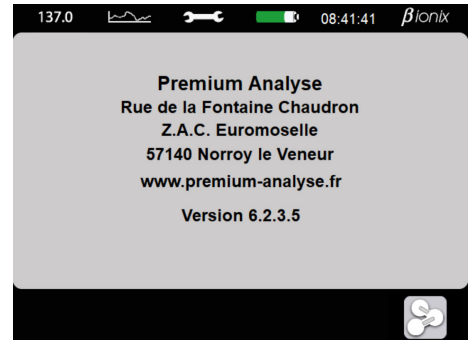 137.0 08:41:41 βionix
Premium Analyse
Rue de la Fontaine Chaudron
Z.A.C. Euromoselle
57140 Norroy le Veneur
www.premium-analyse.fr
Version 6.2.3.5